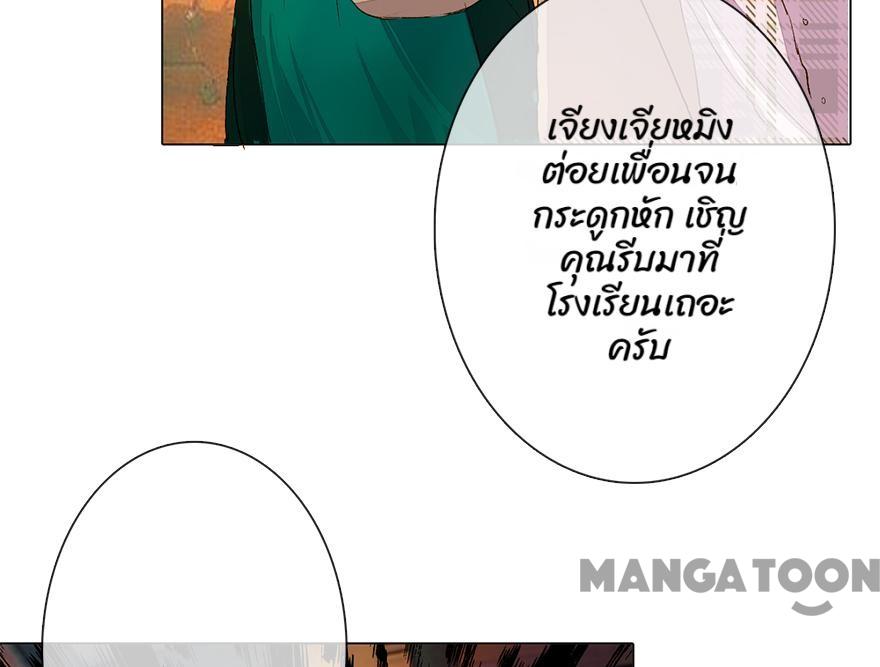 เจียงเจียหมิง
ต่อยเพื่อนจน
กระดูกหัก เชิญ
คุณรีบมาที่
โรงเรียนเถอะ
ครับ
MANGATOON